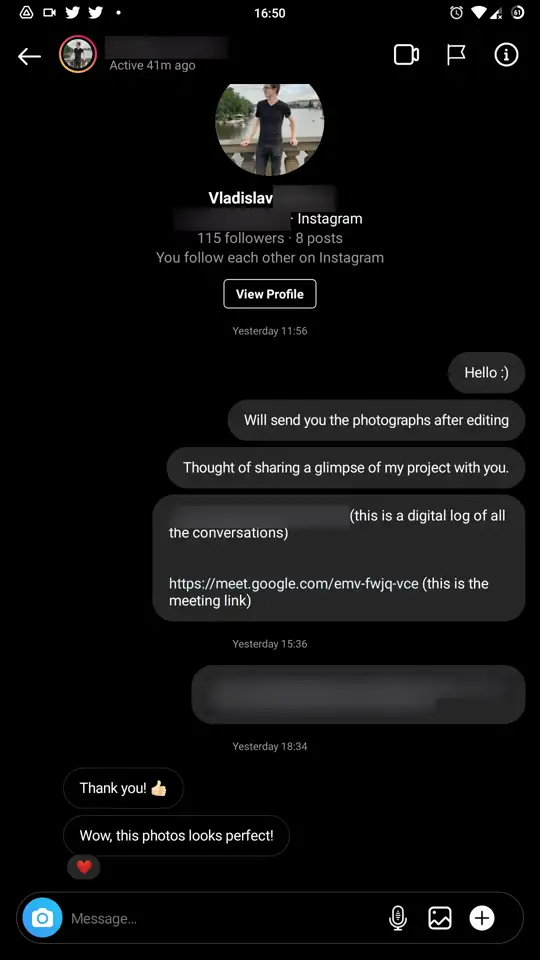 16:50
61
Active 41m ago
Vladislav
· Instagram
115 followers · 8 posts
You follow each other on Instagram
View Profile
Yesterday 11:56
Hello :)
Will send you the photographs after editing
Thought of sharing a glimpse of my project with you.
(this is a digital log of all
the conversations)
https://meet.google.com/emv-fwjq-vce (this is the
meeting link)
Yesterday 15:36
Yesterday 18:34
Thank you! 👍🏻
Wow, this photos looks perfect!
❤️
Message...